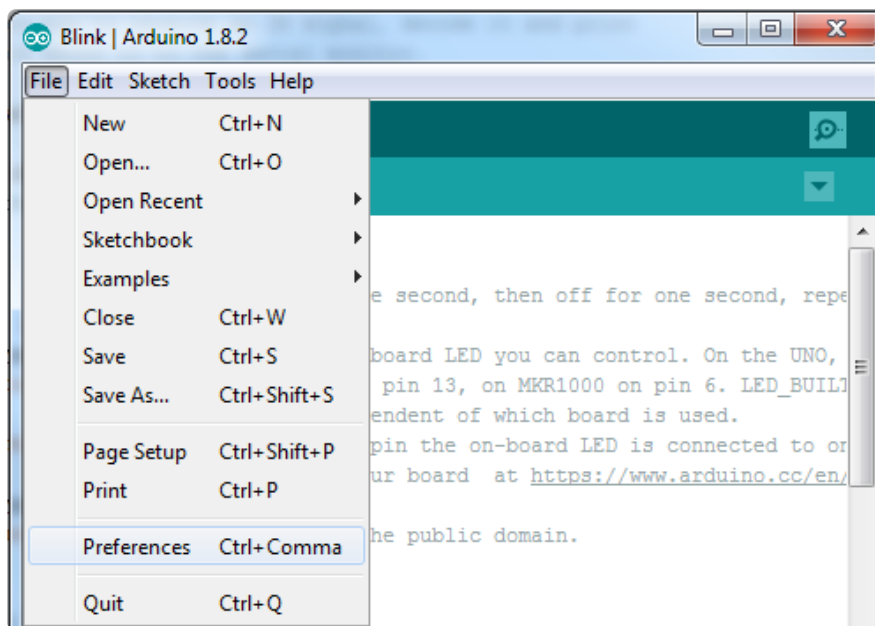 Blink | Arduino 1.8.2
File Edit Sketch Tools Help
New Ctrl+N
Open... Ctrl+O
Open Recent
Sketchbook
Examples
Close Ctrl+W
Save Ctrl+S
Save As... Ctrl+Shift+S
Page Setup Ctrl+Shift+P
Print Ctrl+P
Preferences Ctrl+Comma
Quit Ctrl+Q
e second, then off for one second, repe
board LED you can control. On the UNO,
pin 13, on MKR1000 on pin 6. LED_BUILT
endent of which board is used.
pin the on-board LED is connected to on
ur board at https://www.arduino.cc/en/
he public domain.